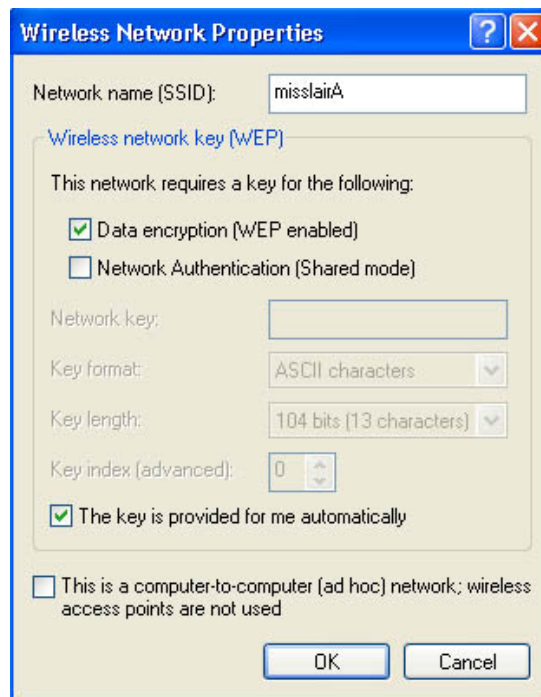 Wireless Network Properties
Network name (SSID): misslairA
Wireless network key (WEP)
This network requires a key for the following:
Data encryption (WEP enabled)
Network Authentication (Shared mode)
Network key:
Key format: ASCII characters
Key length: 104 bits (13 characters)
Key index (advanced): 0
The key is provided for me automatically
This is a computer-to-computer (ad hoc) network; wireless
access points are not used
OK Cancel